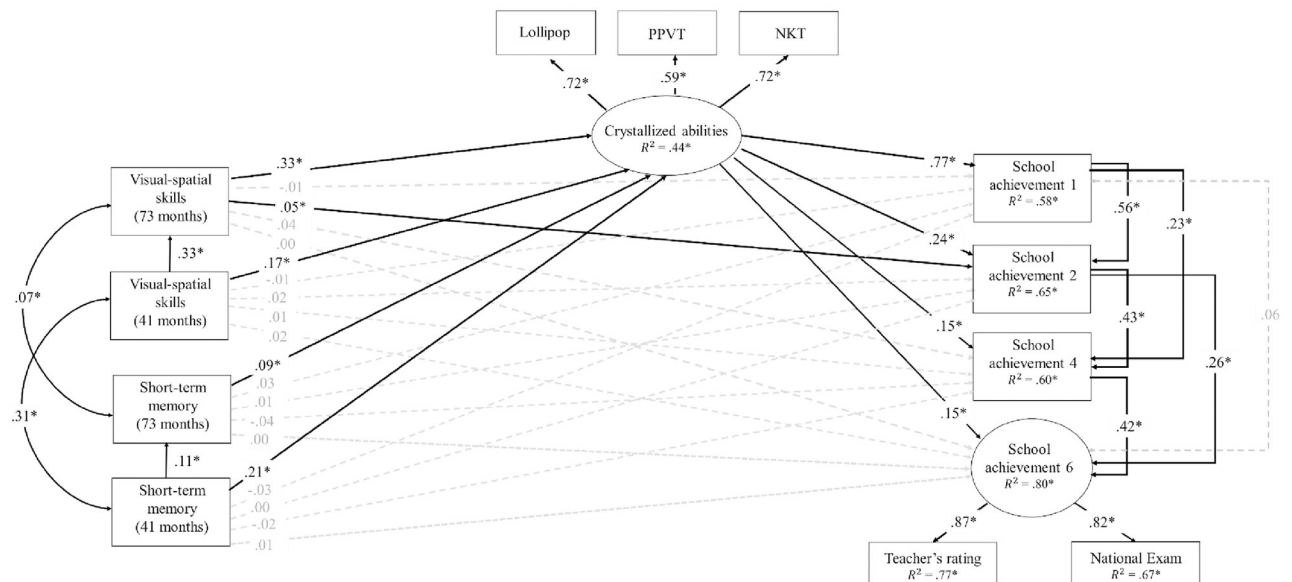 Lollipop
PPVT
NKT
.72*
.59*
.72*
Crystallized abilities
R² = .44*
Visual-spatial
skills
(73 months)
.33*
-.01
.05*
.04
.00
.33*
Visual-spatial
skills
(41 months)
.17*
-.01
.02
.01
.02
.07*
.31*
Short-term
memory
(73 months)
.09*
.03
.01
-.04
.00
.11*
Short-term
memory
(41 months)
.21*
-.03
.00
-.02
.01
.77*
.24*
.15*
.15*
School
achievement 1
R² = .58*
School
achievement 2
R² = .65*
School
achievement 4
R² = .60*
School
achievement 6
R² = .80*
.56*
.23*
.43*
.26*
.42*
.06
.87*
.82*
Teacher's rating
R² = .77*
National Exam
R² = .67*